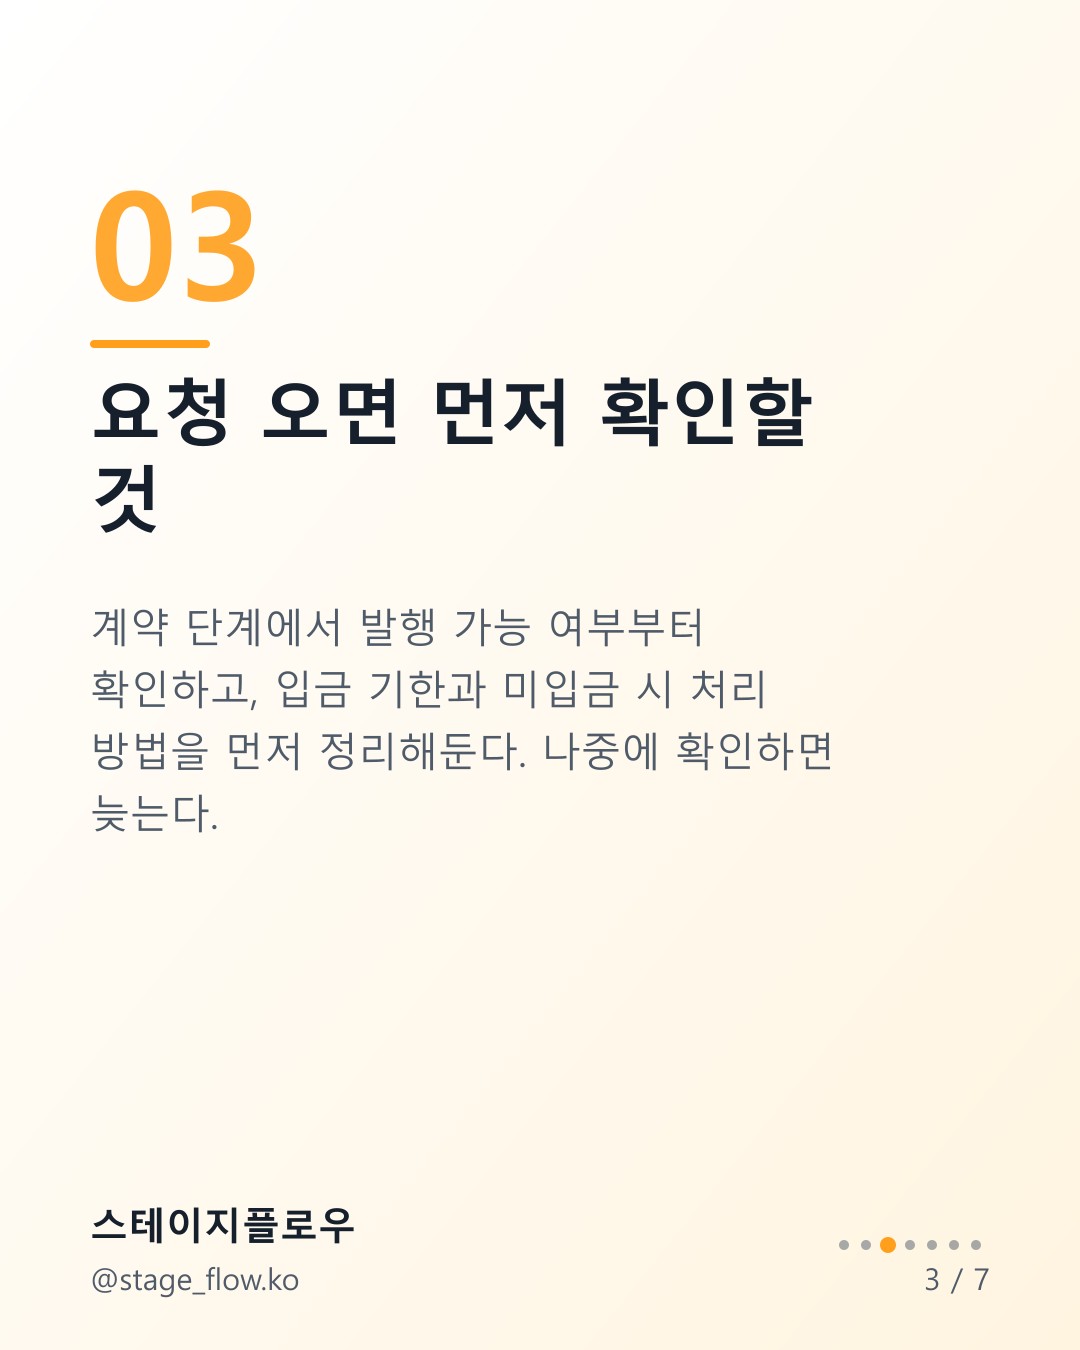 03
요청 오면 먼저 확인할
것
계약 단계에서 발행 가능 여부부터
확인하고, 입금 기한과 미입금 시 처리
방법을 먼저 정리해둔다. 나중에 확인하면
늦는다.
스테이지플로우
@stage_flow.ko
3 / 7